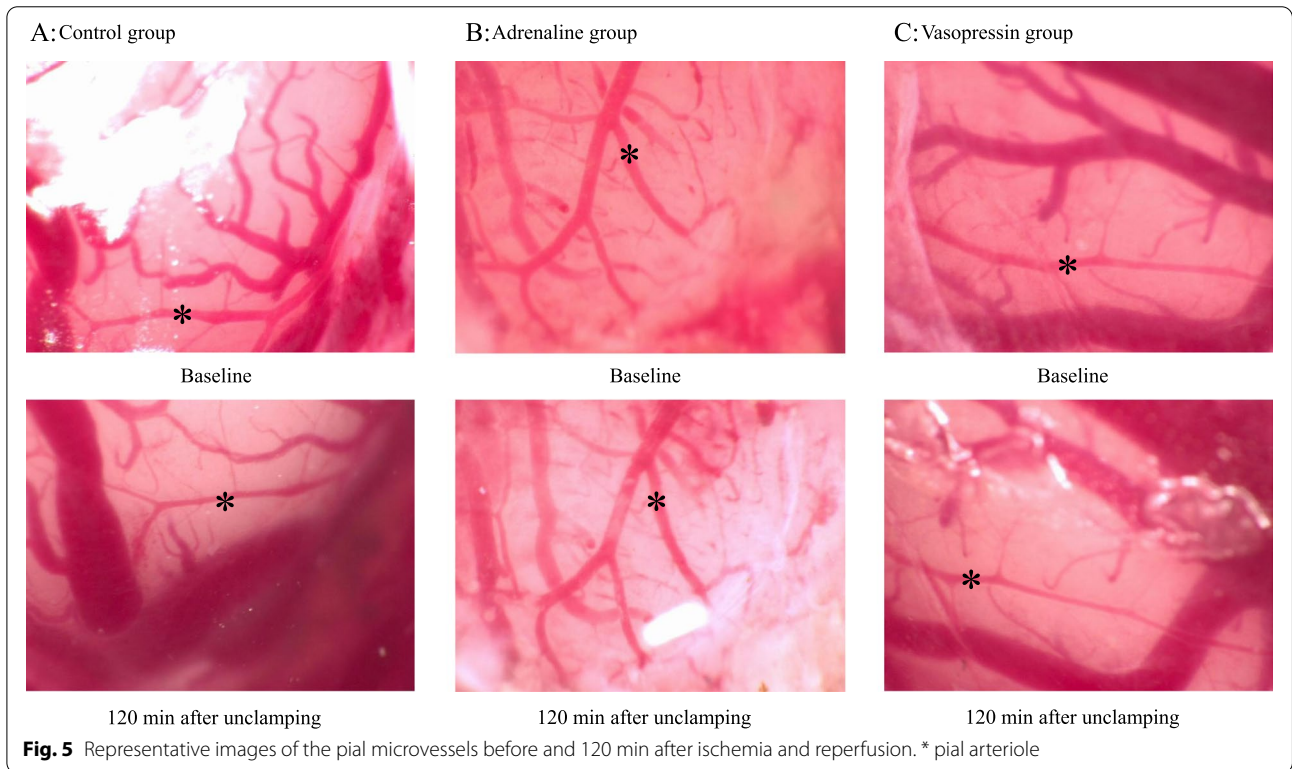 A: Control group
B: Adrenaline group
C: Vasopressin group
*
*
*
Baseline
Baseline
Baseline
*
*
*
120 min after unclamping
120 min after unclamping
120 min after unclamping
Fig. 5 Representative images of the pial microvessels before and 120 min after ischemia and reperfusion. * pial arteriole